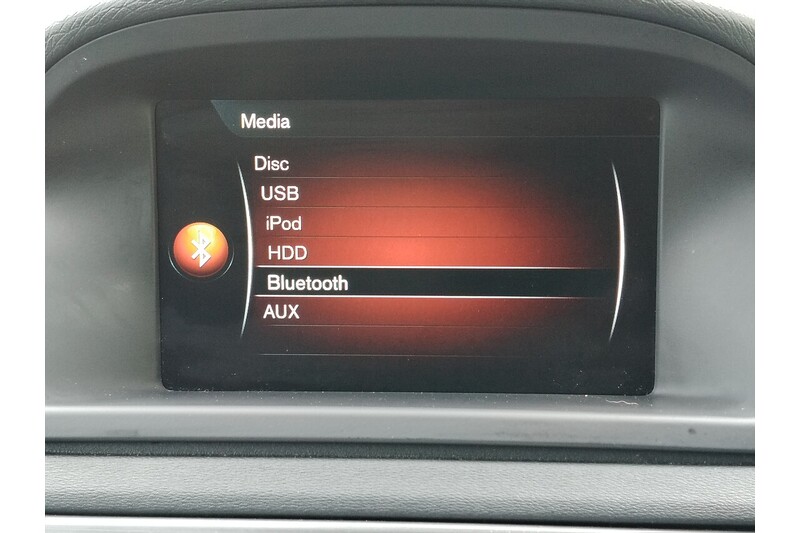 Media
Disc
USB
iPod
HDD
Bluetooth
AUX